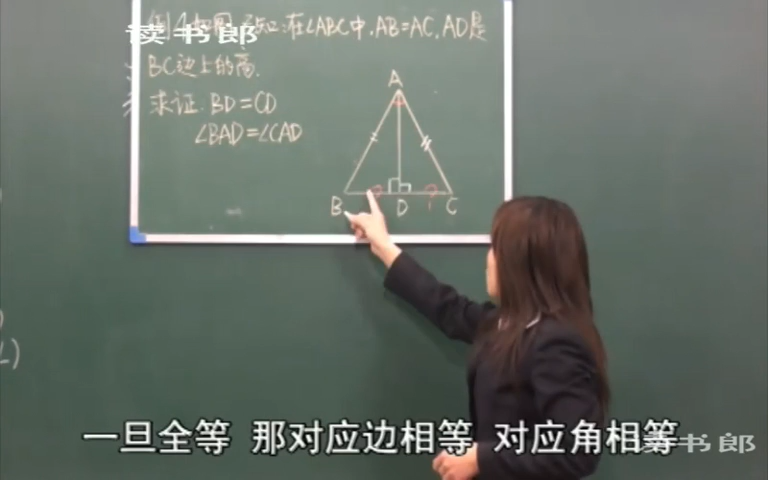 读书郎
例 如图,已知:在∠ABC中,AB=AC,AD是
BC边上的高.
求证:BD=CD
∠BAD=∠CAD
A
B
D
C
一旦全等 那对应边相等 对应角相等
读书郎